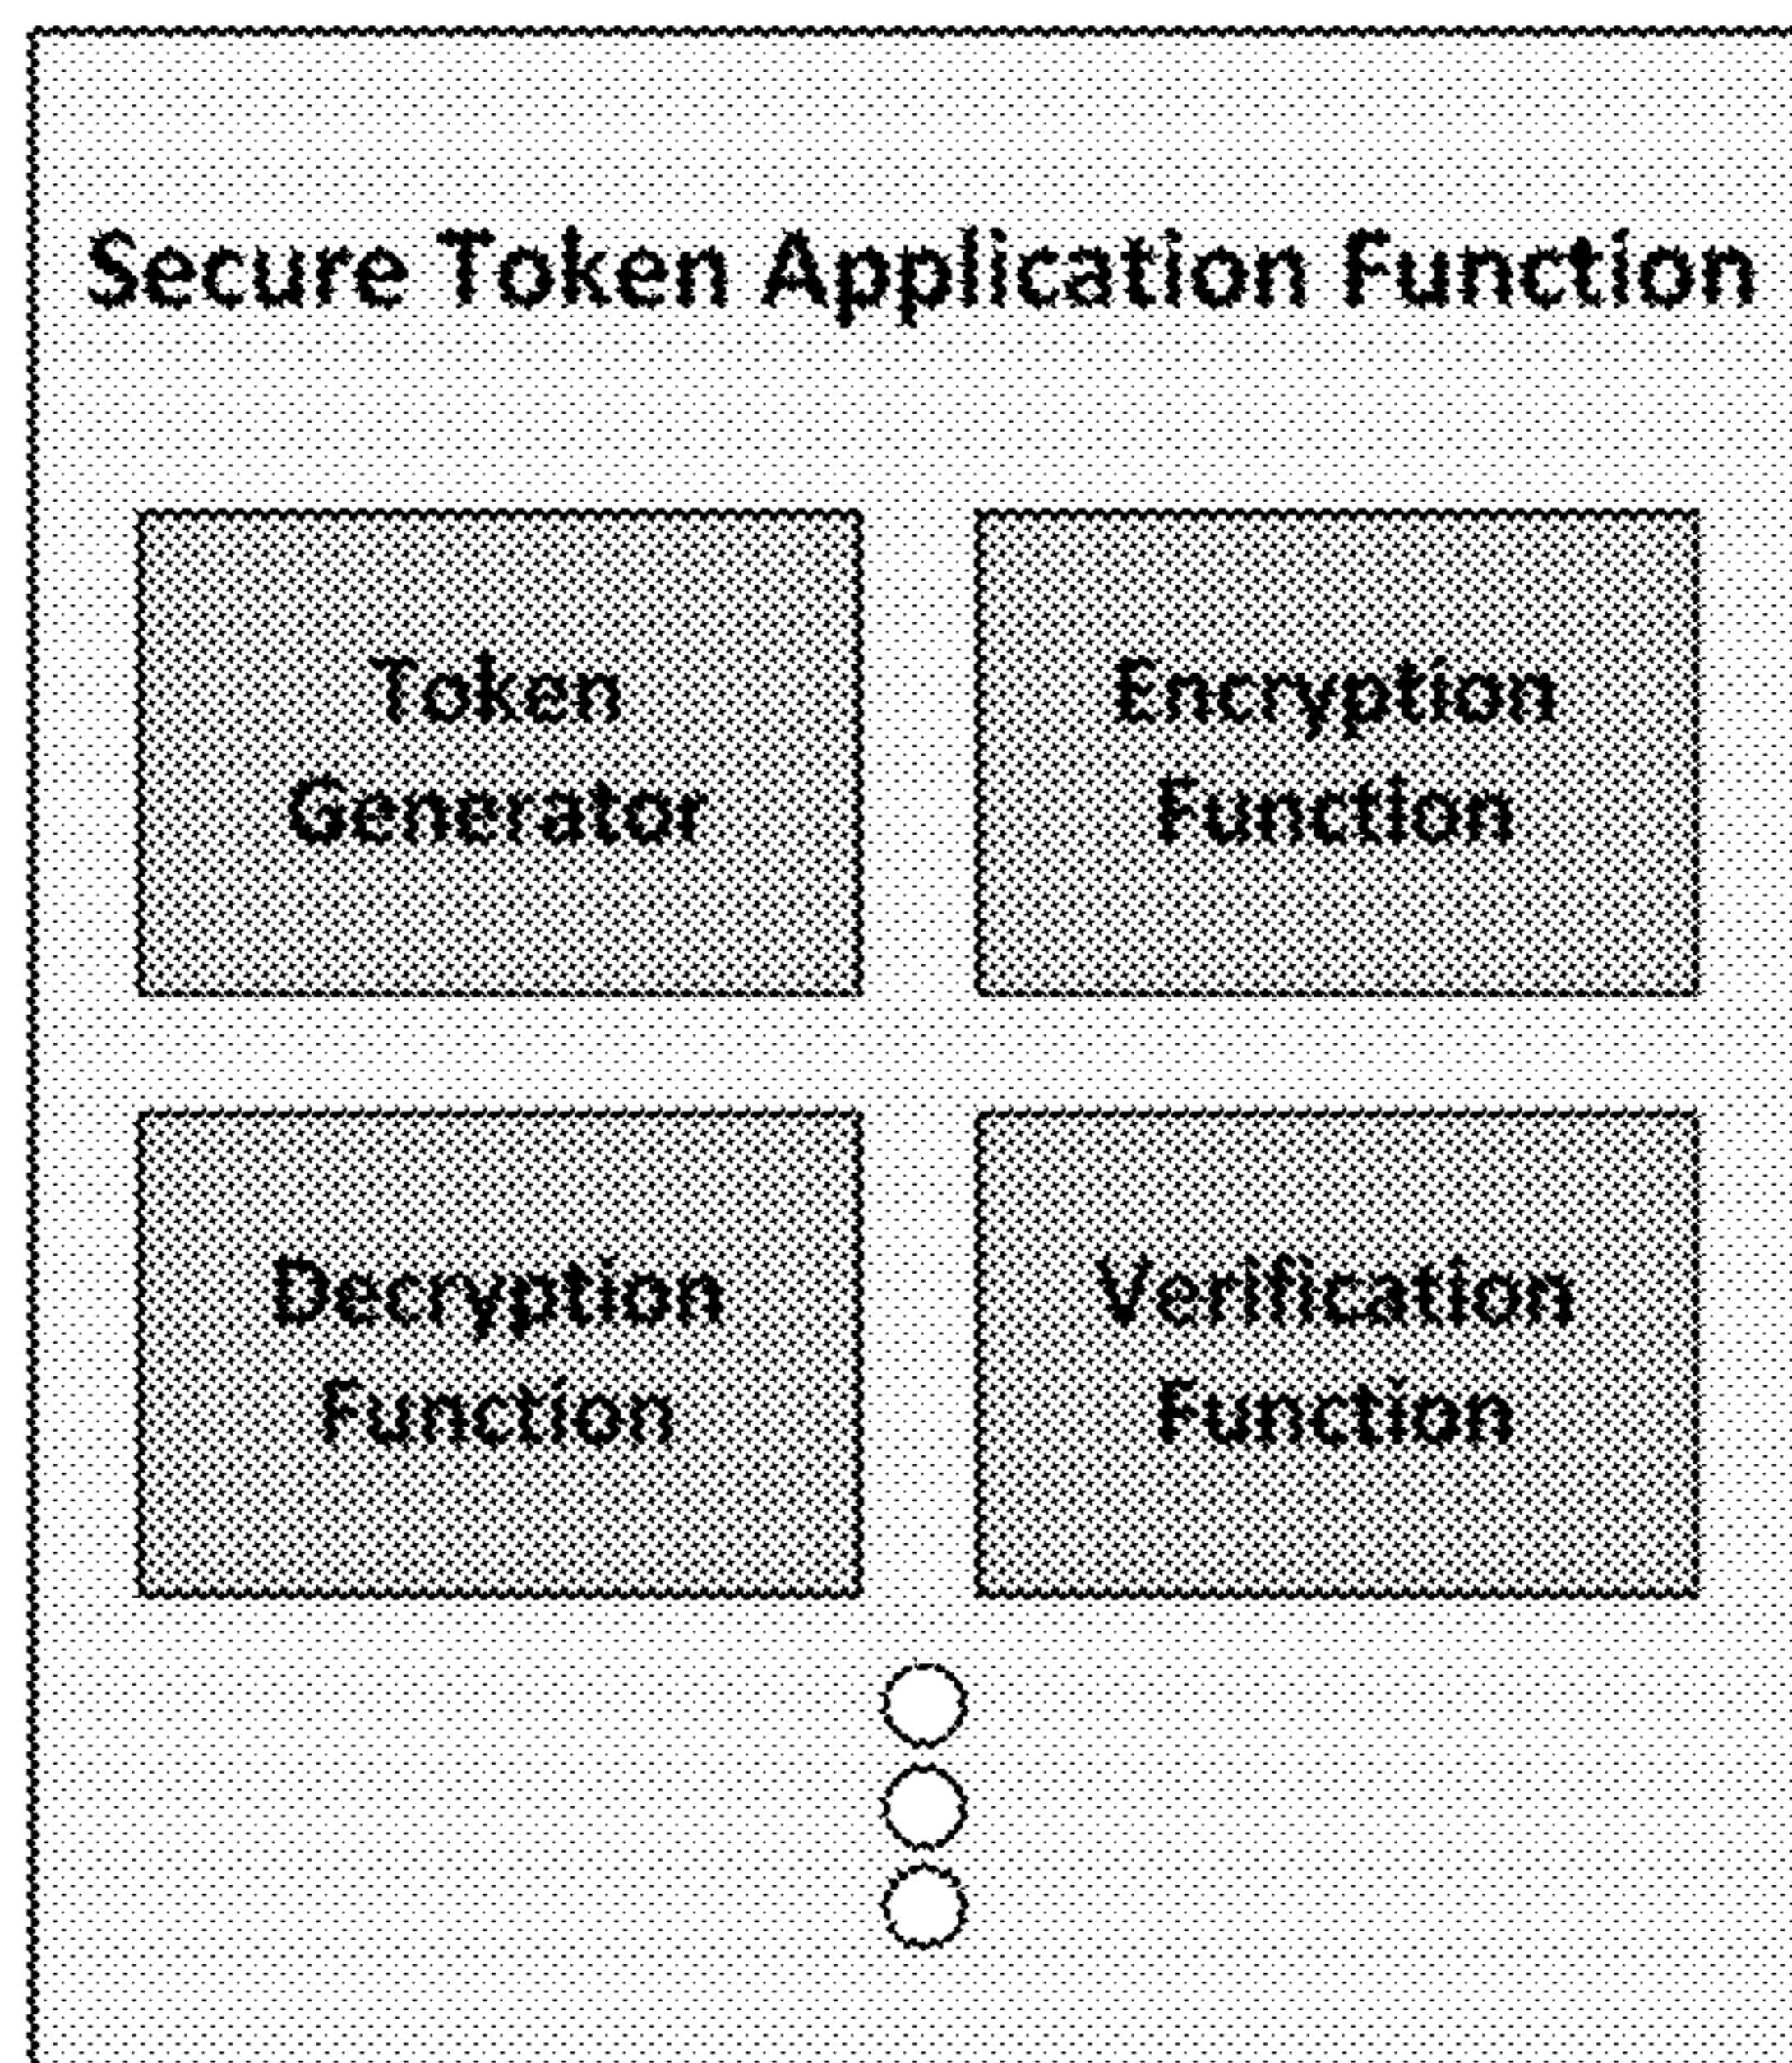 Secure Token Application Function
Token
Generator
Encryption
Function
Decryption
Function
Verification
Function